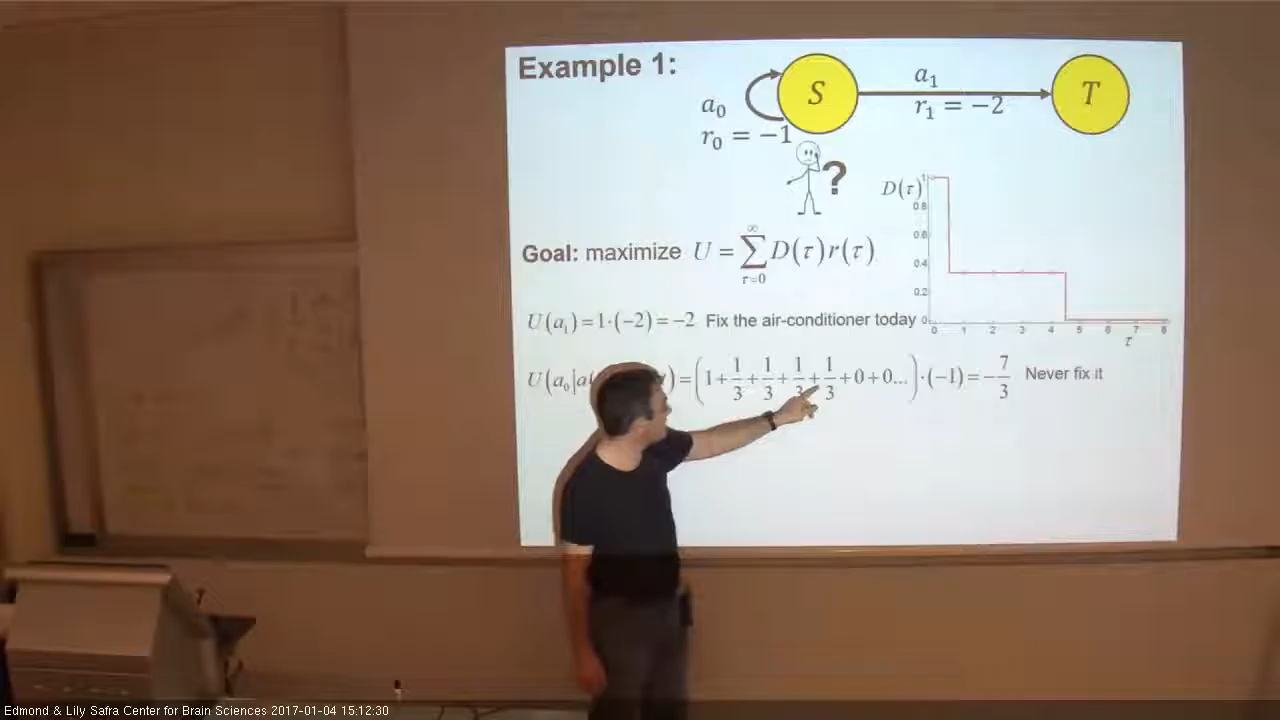 Example 1:
S
a₁
r₁ = −2
T
a₀
r₀ = −1
?
D(τ)
1
0.8
0.6
0.4
0.2
0
0 1 2 3 4 5 6 7 8
τ
Goal: maximize U = ∑ τ=0 ∞ D(τ)r(τ)
U(a₁)=1·(−2)=−2 Fix the air-conditioner today
U(a₀|a )=(1+1/3+1/3+1/3+1/3+0+0...)·(−1)=−7/3 Never fix it
Edmond & Lily Safra Center for Brain Sciences 2017-01-04 15:12:30